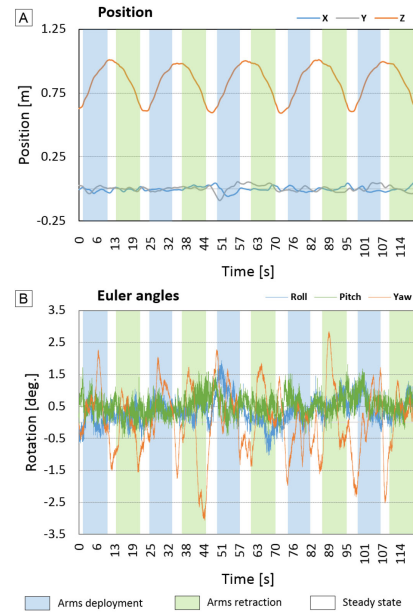 A Position
X Y Z
1.25
0.75
0.25
-0.25
Position [m]
0 6 13 19 25 32 38 44 51 57 63 70 76 82 89 95 101 107 113
Time [s]
B Euler angles
Roll Pitch Yaw
3.5
2.5
1.5
0.5
-0.5
-1.5
-2.5
-3.5
Rotation [deg.]
0 6 13 19 25 32 38 44 51 57 63 70 76 82 89 95 101 107 113
Time [s]
Arms deployment Arms retraction Steady state